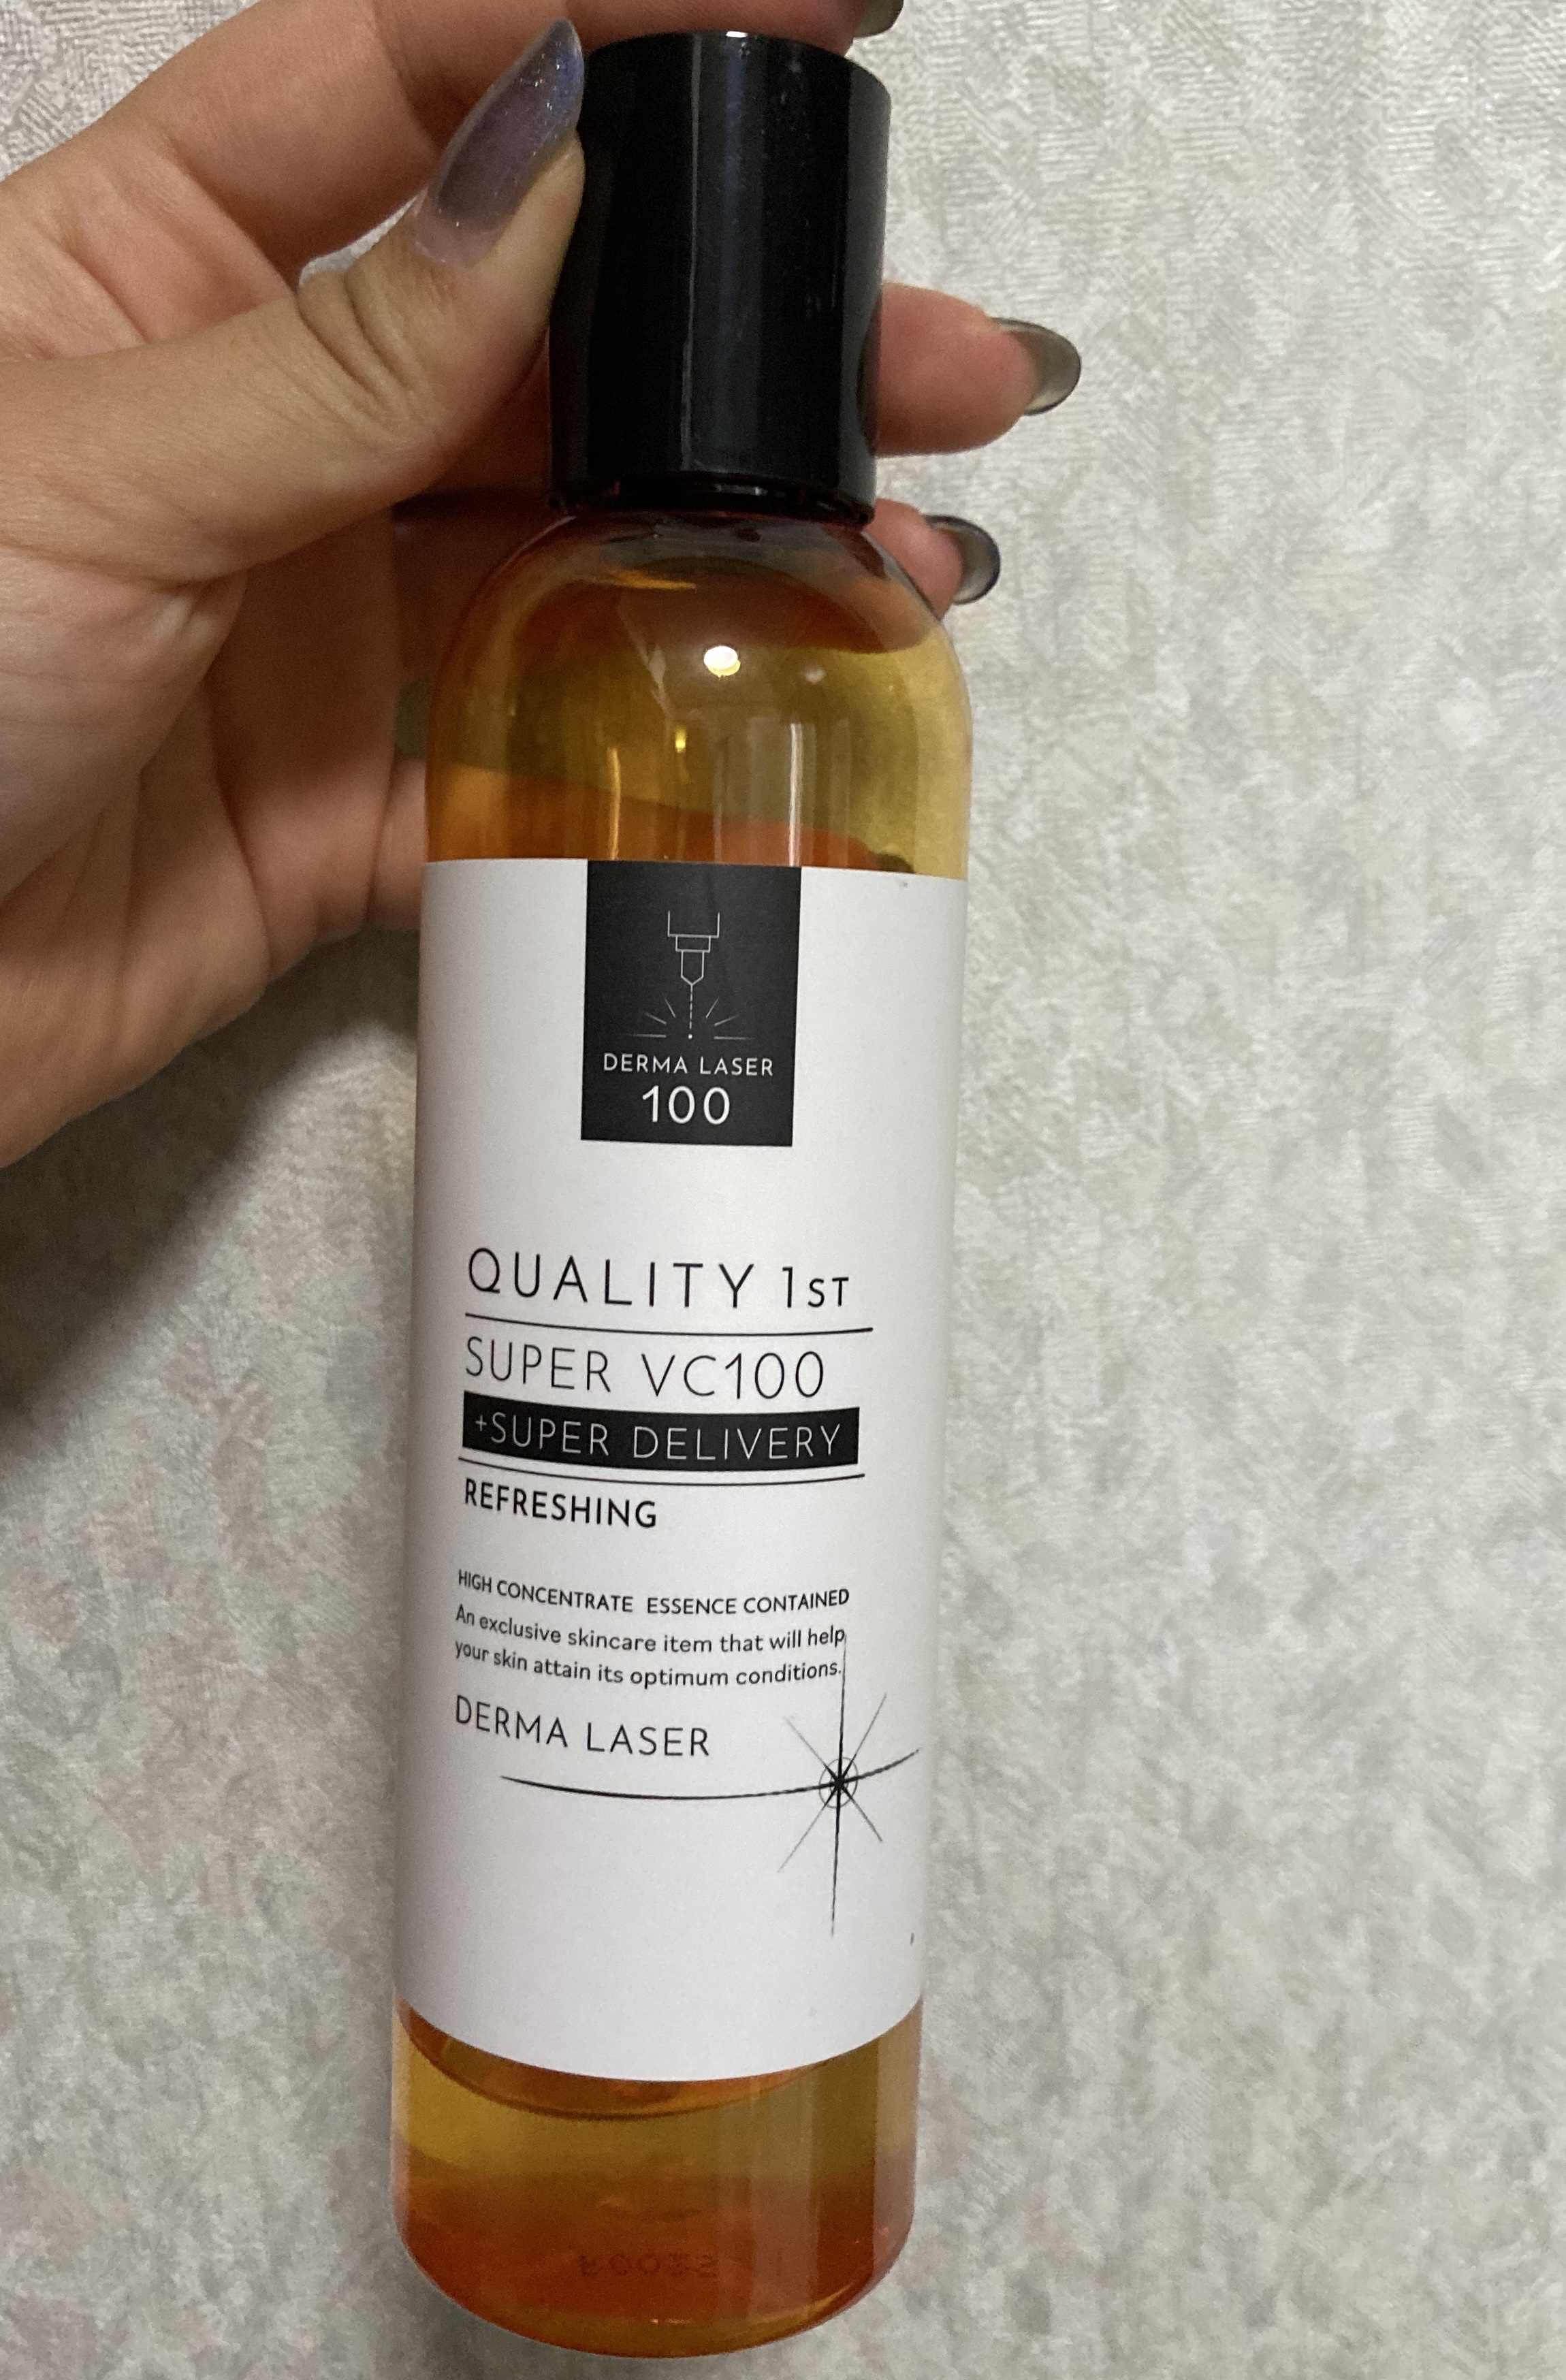 DERMA LASER
100
QUALITY 1ST
SUPER VC100
+SUPER DELIVERY
REFRESHING
HIGH CONCENTRATE ESSENCE CONTAINED
An exclusive skincare item that will help
your skin attain its optimum conditions.
DERMA LASER